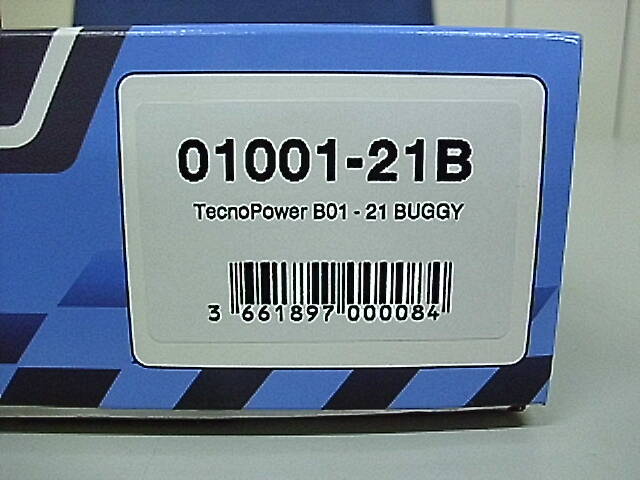 01001-21B
TecnoPower B01 - 21 BUGGY
3 661897 000084